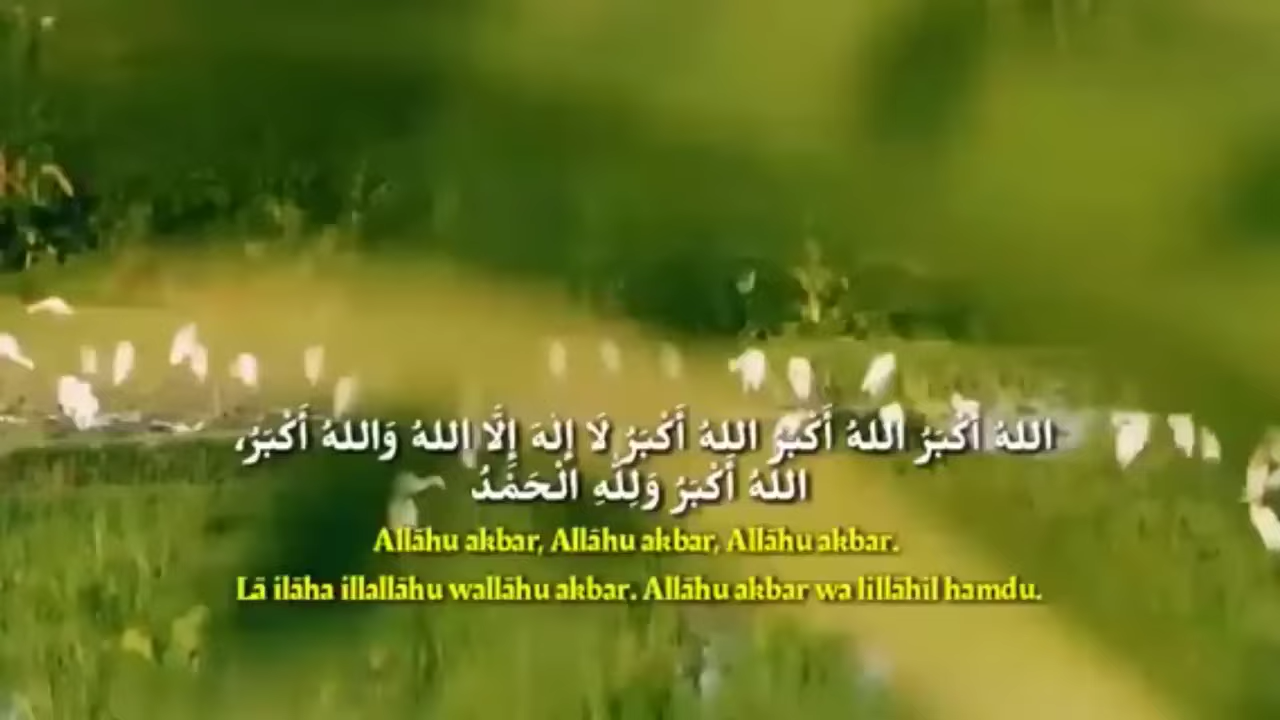 اللهُ أَكْبَرُ اللهُ أَكْبَرُ اللهُ أَكْبَرُ لَا إِلٰهَ إِلَّا اللهُ وَاللهُ أَكْبَرُ،
اللهُ أَكْبَرُ وَلِلّٰهِ الْحَمْدُ
Allāhu akbar, Allāhu akbar, Allāhu akbar.
Lā ilāha illallāhu wallāhu akbar. Allāhu akbar wa lillāhil hamdu.